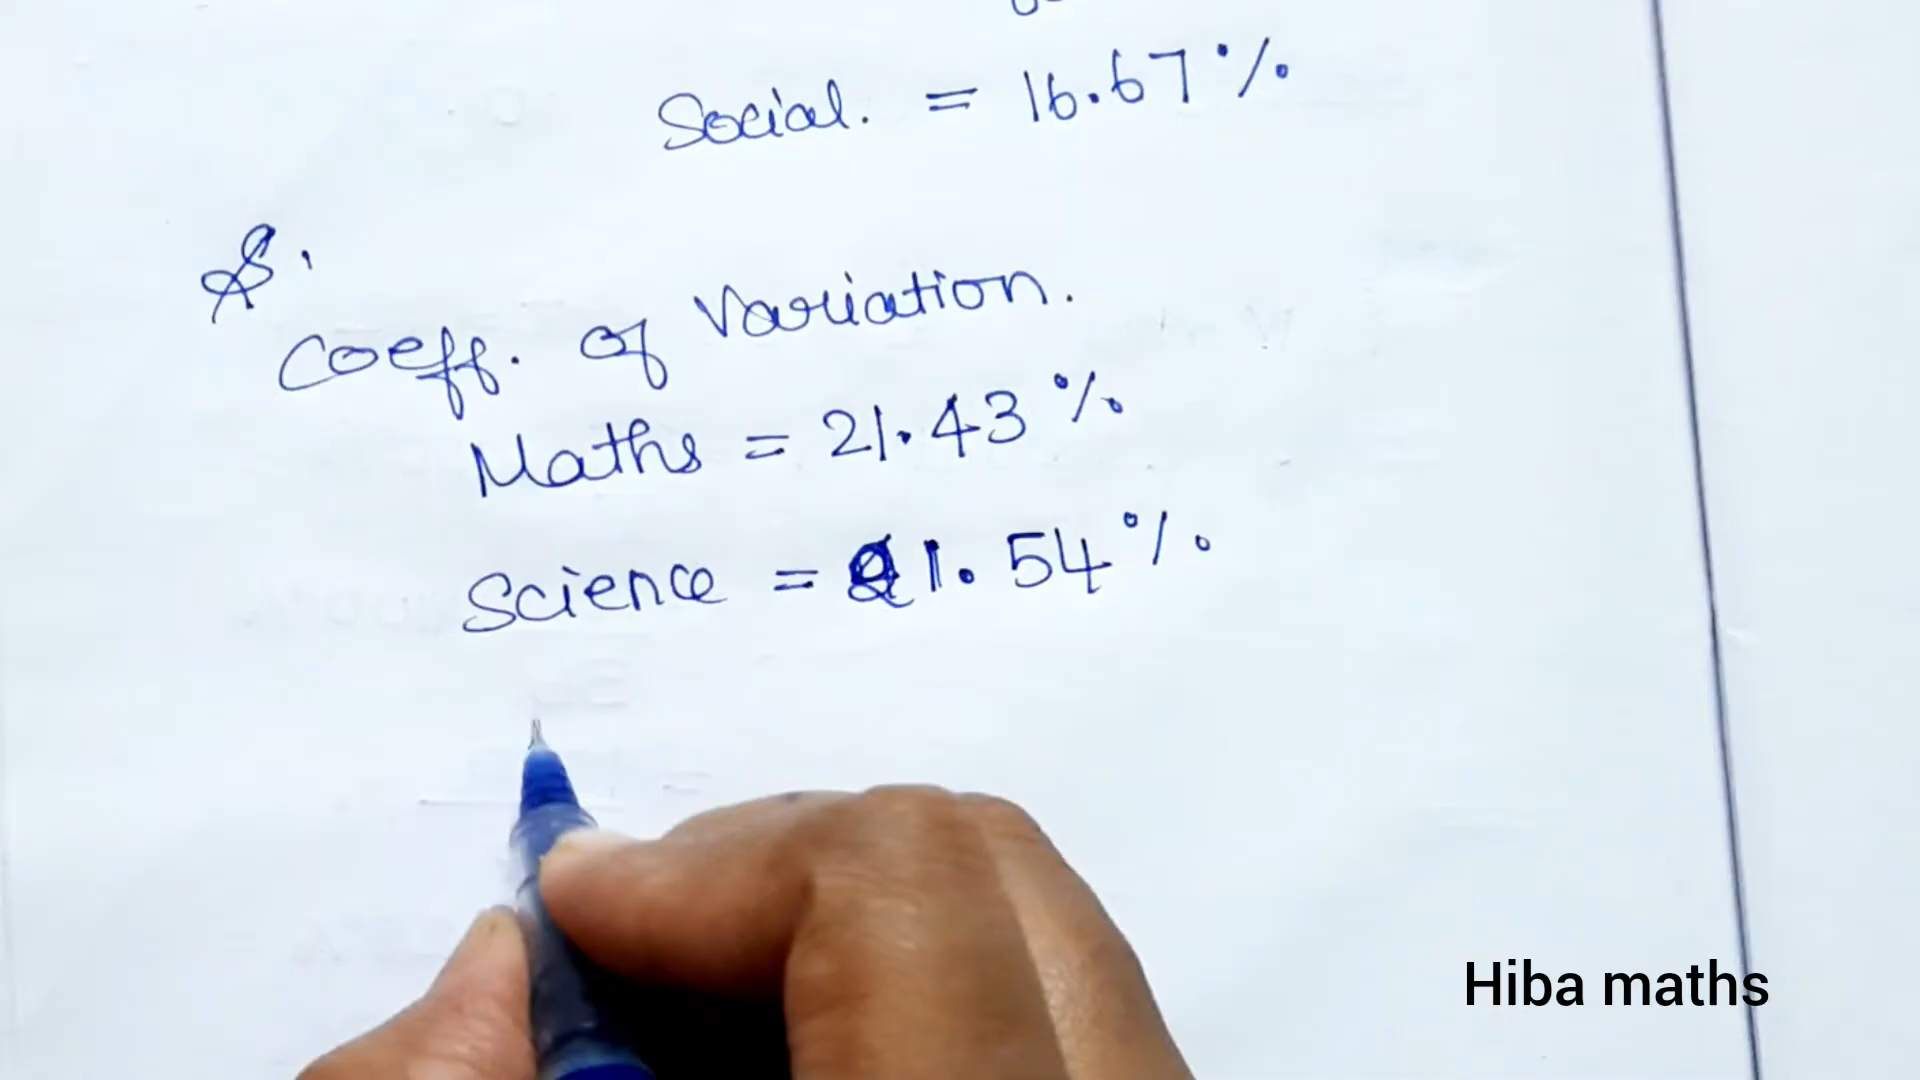 Social. = 16.67%
Coeff. of Variation.
Maths = 21.43%
Science = 21.54%
Hiba maths